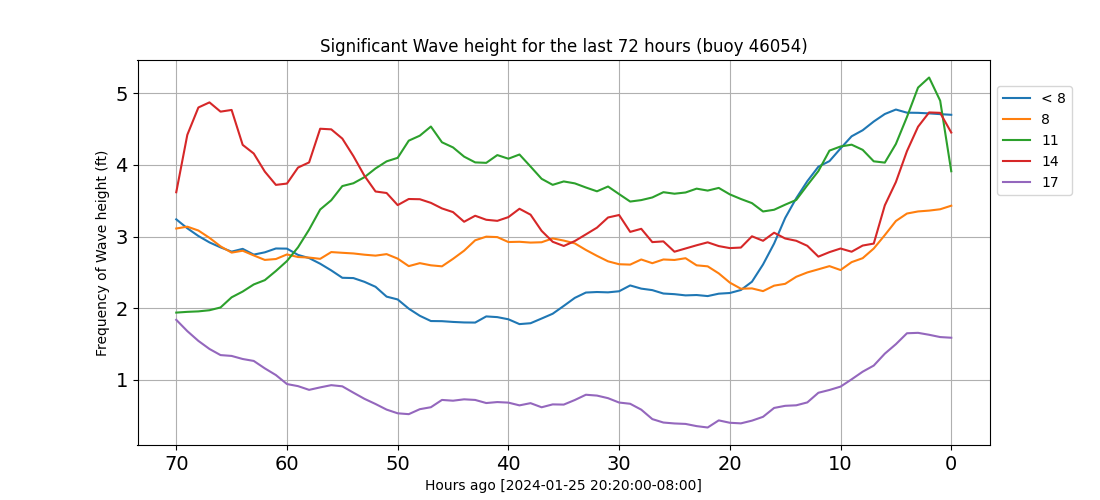 Significant Wave height for the last 72 hours (buoy 46054)
Frequency of Wave height (ft)
5
4
3
2
1
70 60 50 40 30 20 10 0
Hours ago [2024-01-25 20:20:00-08:00]
< 8
8
11
14
17